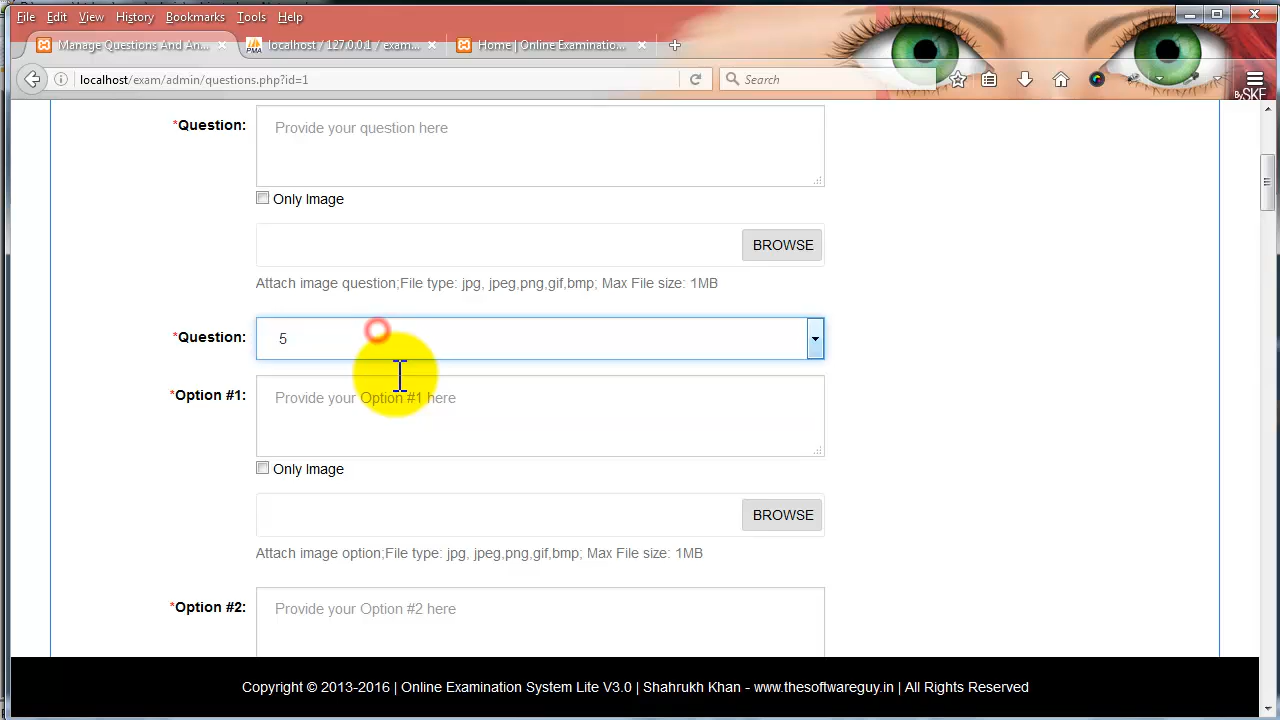 File Edit View History Bookmarks Tools Help
Manage Questions And An... localhost / 127.0.0.1 / exam... Home | Online Examinatio...
localhost/exam/admin/questions.php?id=1 Search
By SKF
*Question: Provide your question here
Only Image
BROWSE
Attach image question;File type: jpg, jpeg,png,gif,bmp; Max File size: 1MB
*Question: 5
*Option #1: Provide your Option #1 here
Only Image
BROWSE
Attach image option;File type: jpg, jpeg,png,gif,bmp; Max File size: 1MB
*Option #2: Provide your Option #2 here
Copyright © 2013-2016 | Online Examination System Lite V3.0 | Shahrukh Khan - www.thesoftwareguy.in | All Rights Reserved